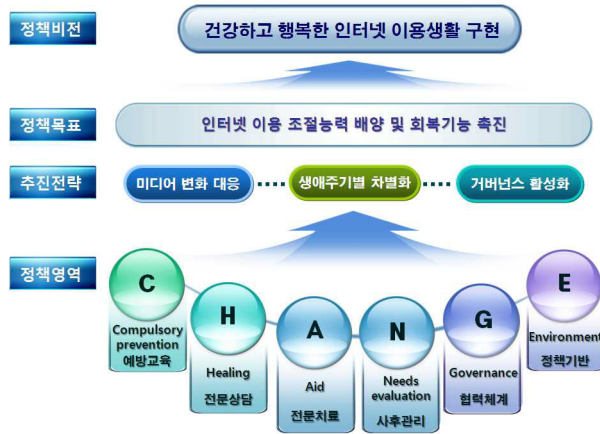 정책비전
건강하고 행복한 인터넷 이용생활 구현
정책목표
인터넷 이용 조절능력 배양 및 회복기능 촉진
추진전략
미디어 변화 대응
생애주기별 차별화
거버넌스 활성화
정책영역
C
Compulsory
prevention
예방교육
H
Healing
전문상담
A
Aid
전문치료
N
Needs
evaluation
사후관리
G
Governance
협력체계
E
Environment
정책기반